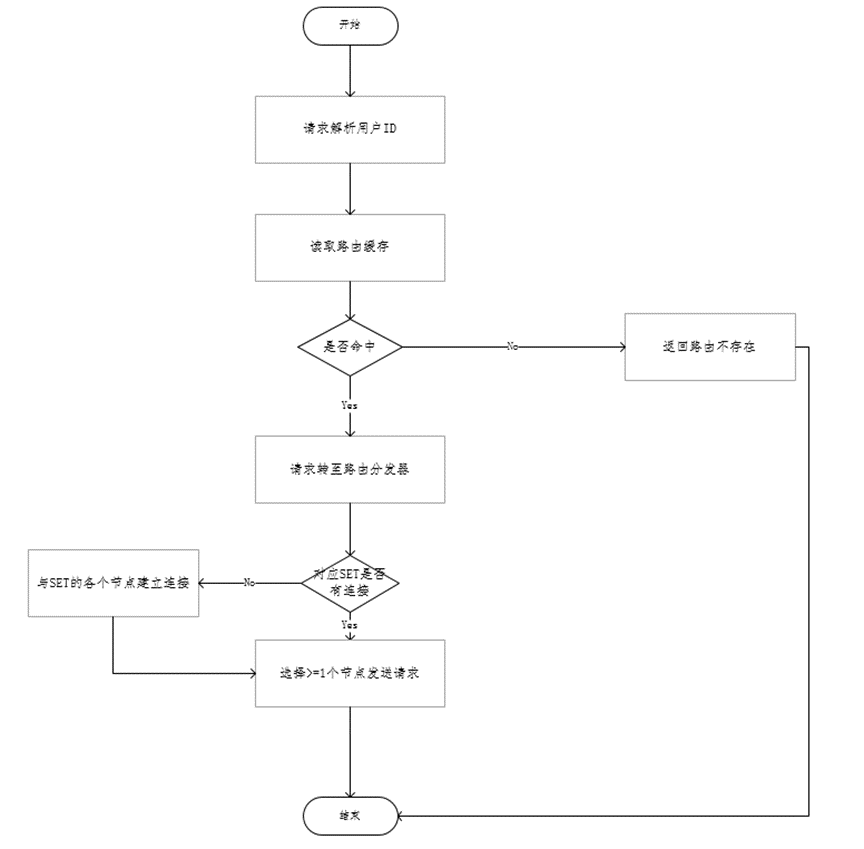 开始
请求解析用户ID
读取路由缓存
是否命中
No
返回路由不存在
Yes
请求转至路由分发器
对应SET是否
有连接
No
与SET的各个节点建立连接
Yes
选择>=1个节点发送请求
结束